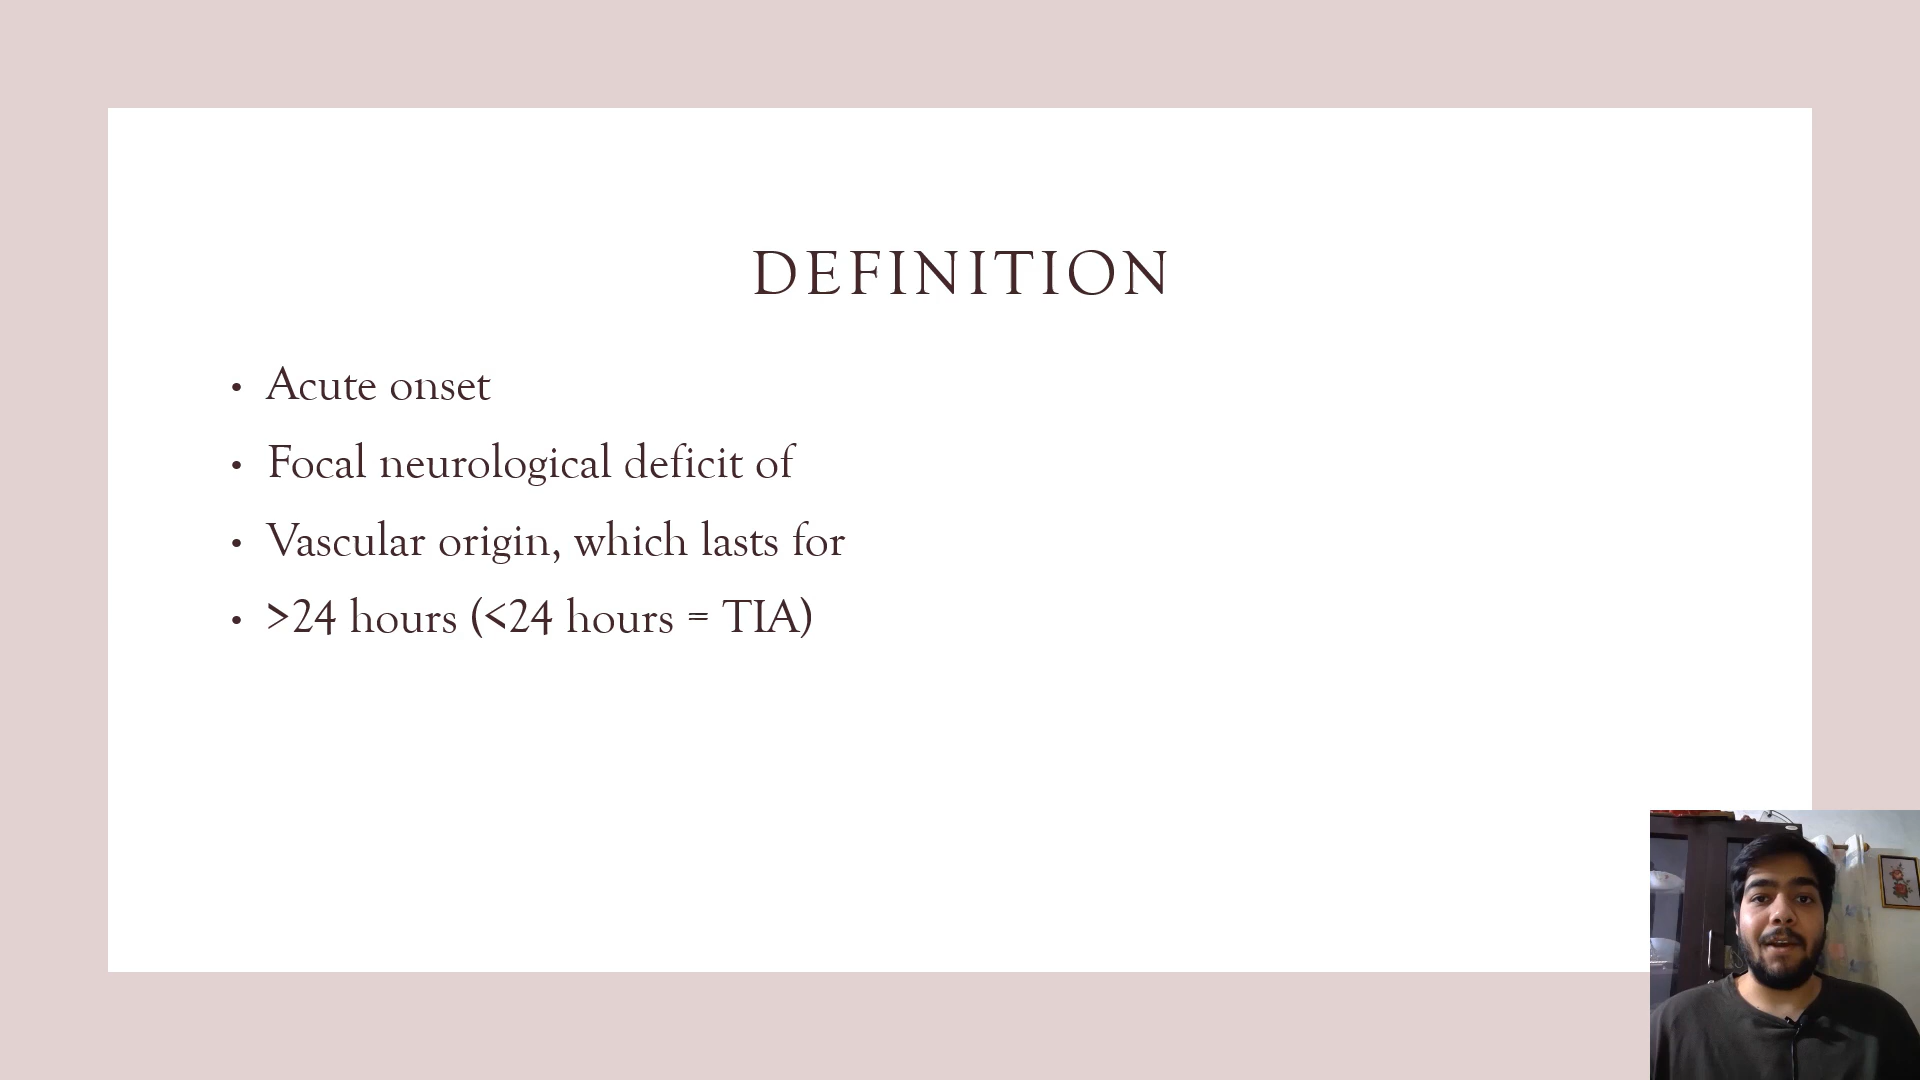 DEFINITION
• Acute onset
• Focal neurological deficit of
• Vascular origin, which lasts for
• >24 hours (<24 hours = TIA)